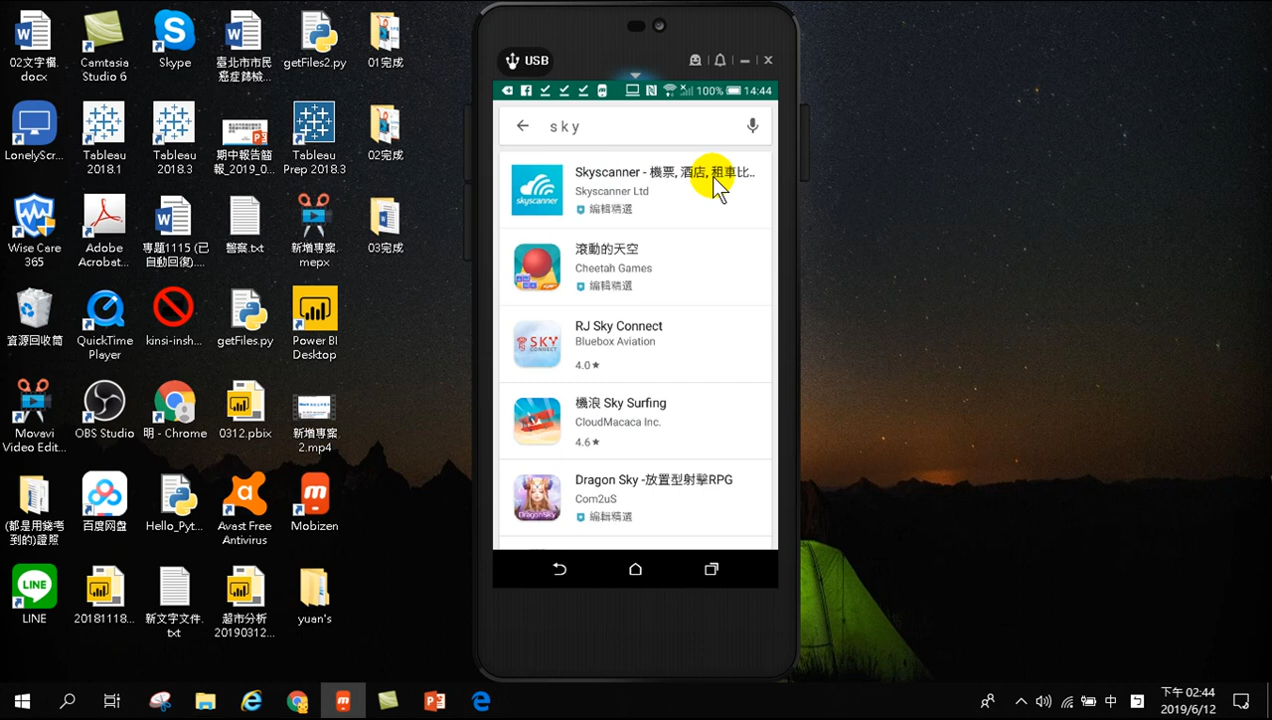 02文字檔.
docx
Camtasia
Studio 6
Skype
臺北市市民
癌症篩檢...
getFiles2.py
01完成
LonelyScr...
Tableau
2018.1
Tableau
2018.3
期中報告簡
報_2019_0...
Tableau
Prep 2018.3
02完成
Wise Care
365
Adobe
Acrobat...
專題1115 (已
自動回復)....
警察.txt
新增專案.
mepx
03完成
資源回收筒
QuickTime
Player
kinsi-insh...
getFiles.py
Power BI
Desktop
Movavi
Video Edit...
OBS Studio
明 - Chrome
0312.pbix
新增專案
2.mp4
(都是用幾考
到的)證照
百度网盘
Hello_Pyt...
Avast Free
Antivirus
Mobizen
LINE
LINE
20181118...
新文字文件.
txt
超市分析
20190312...
yuan's
USB
100%
14:44
sky
skyscanner
Skyscanner - 機票, 酒店, 租車比..
Skyscanner Ltd
編輯精選
滾動的天空
Cheetah Games
編輯精選
SKY
CONNECT
RJ Sky Connect
Bluebox Aviation
4.0★
機浪 Sky Surfing
CloudMacaca Inc.
4.6★
DRAGON SKY
Dragon Sky -放置型射擊RPG
Com2uS
編輯精選
中
下午 02:44
2019/6/12